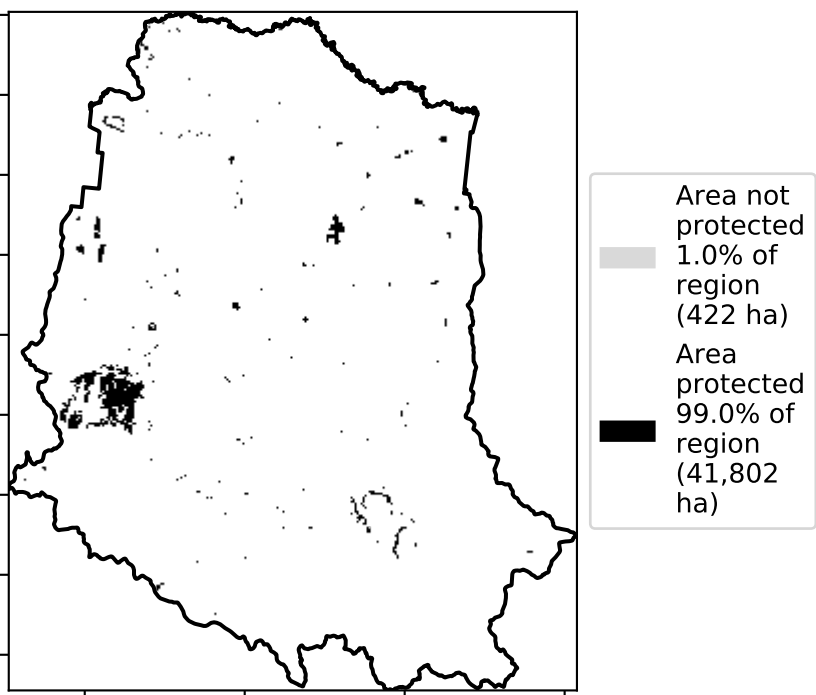 Area not
protected
1.0% of
region
(422 ha)
Area
protected
99.0% of
region
(41,802
ha)